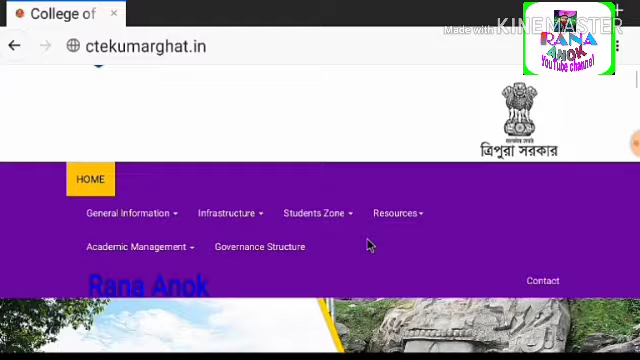 College of
Made with KINEMASTER
ctekumarghat.in
RANA
ANOK
YouTube channel
ত্রিপুরা সরকার
HOME
General Information
Infrastructure
Students Zone
Resources
Academic Management
Governance Structure
Contact
Rana Anok